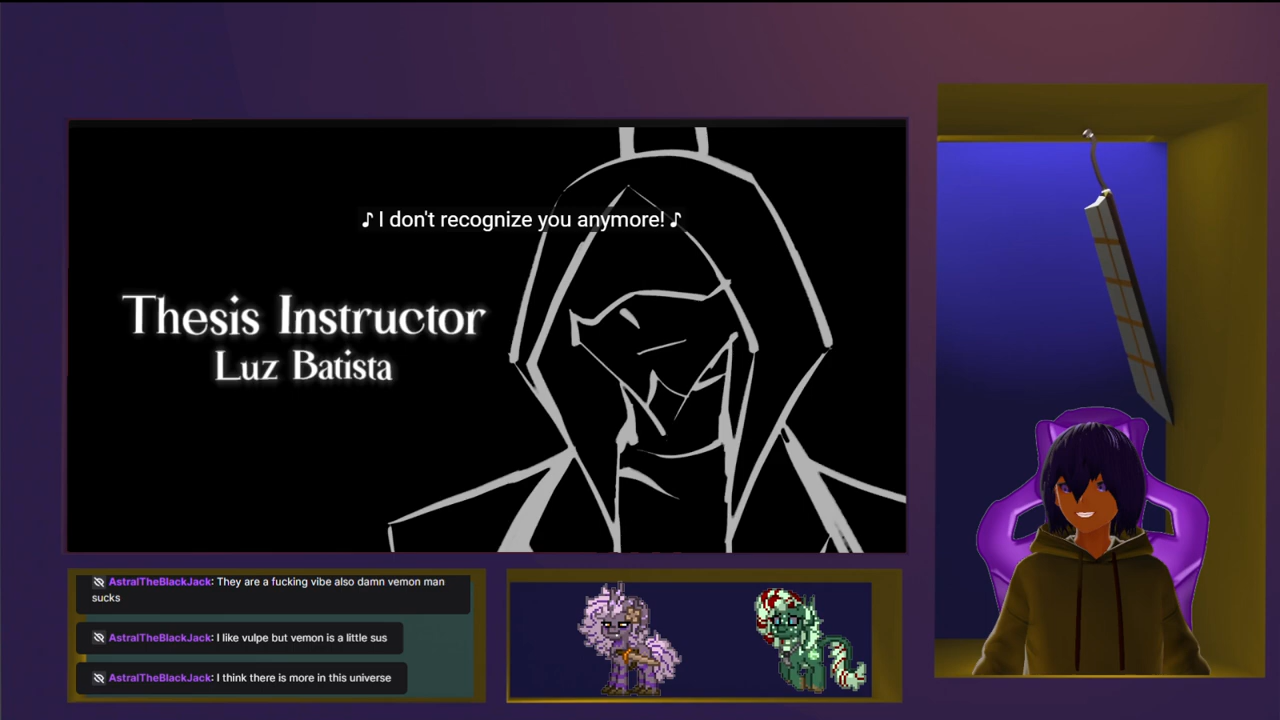 ♪ I don't recognize you anymore! ♪
Thesis Instructor
Luz Batista
AstralTheBlackJack: They are a fucking vibe also damn vemon man
sucks
AstralTheBlackJack: I like vulpe but vemon is a little sus
AstralTheBlackJack: I think there is more in this universe